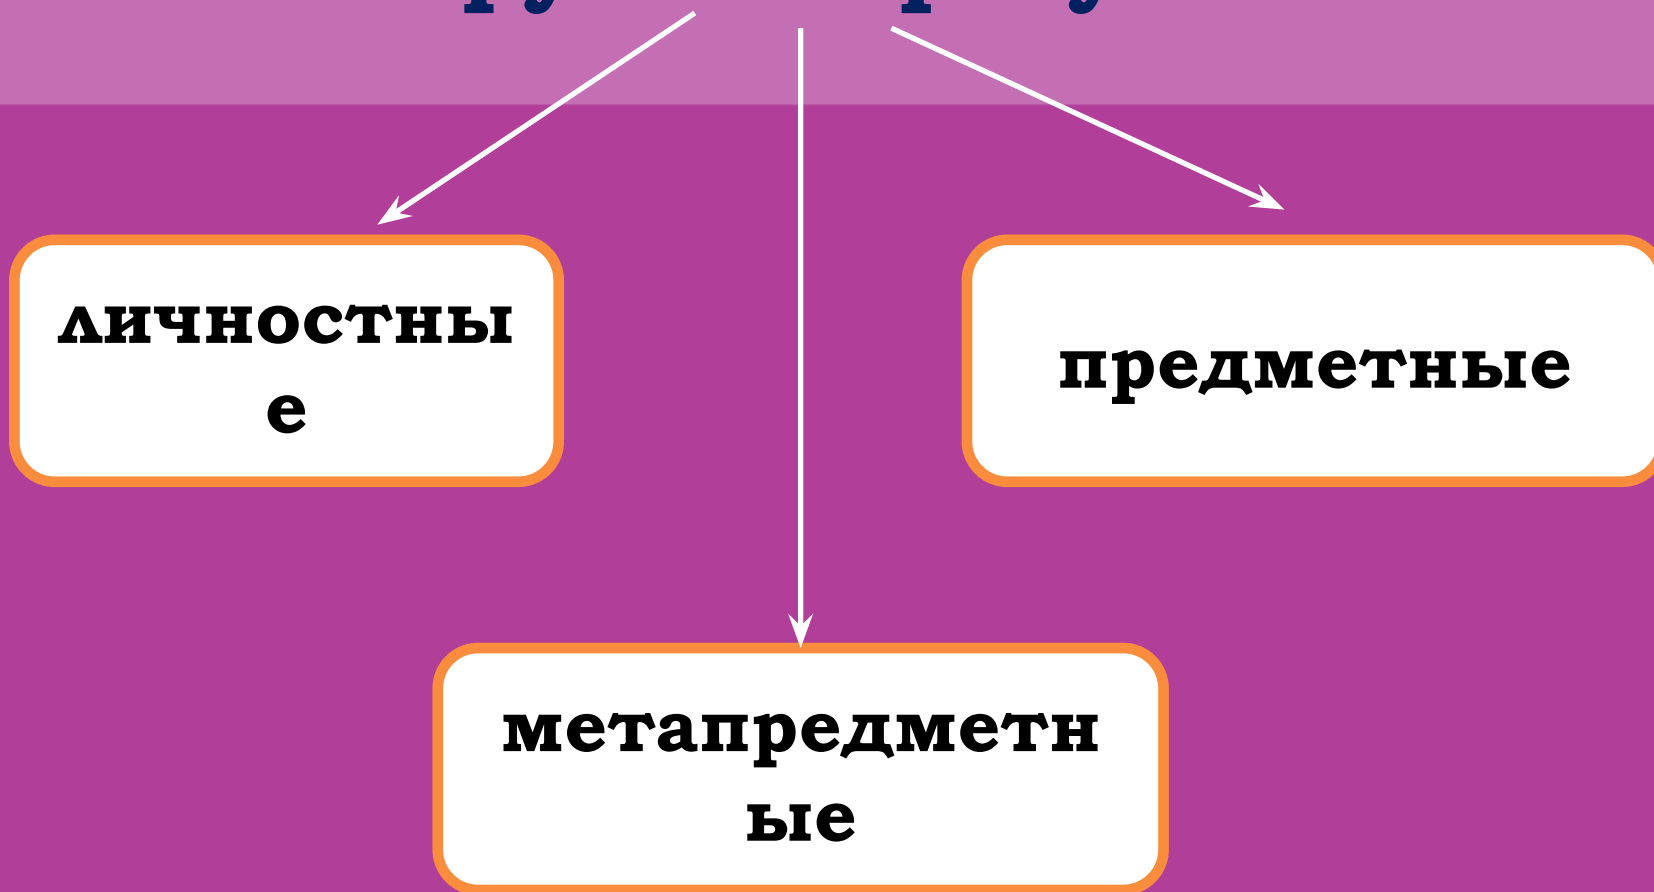 личностны
е
предметные
метапредметн
ые